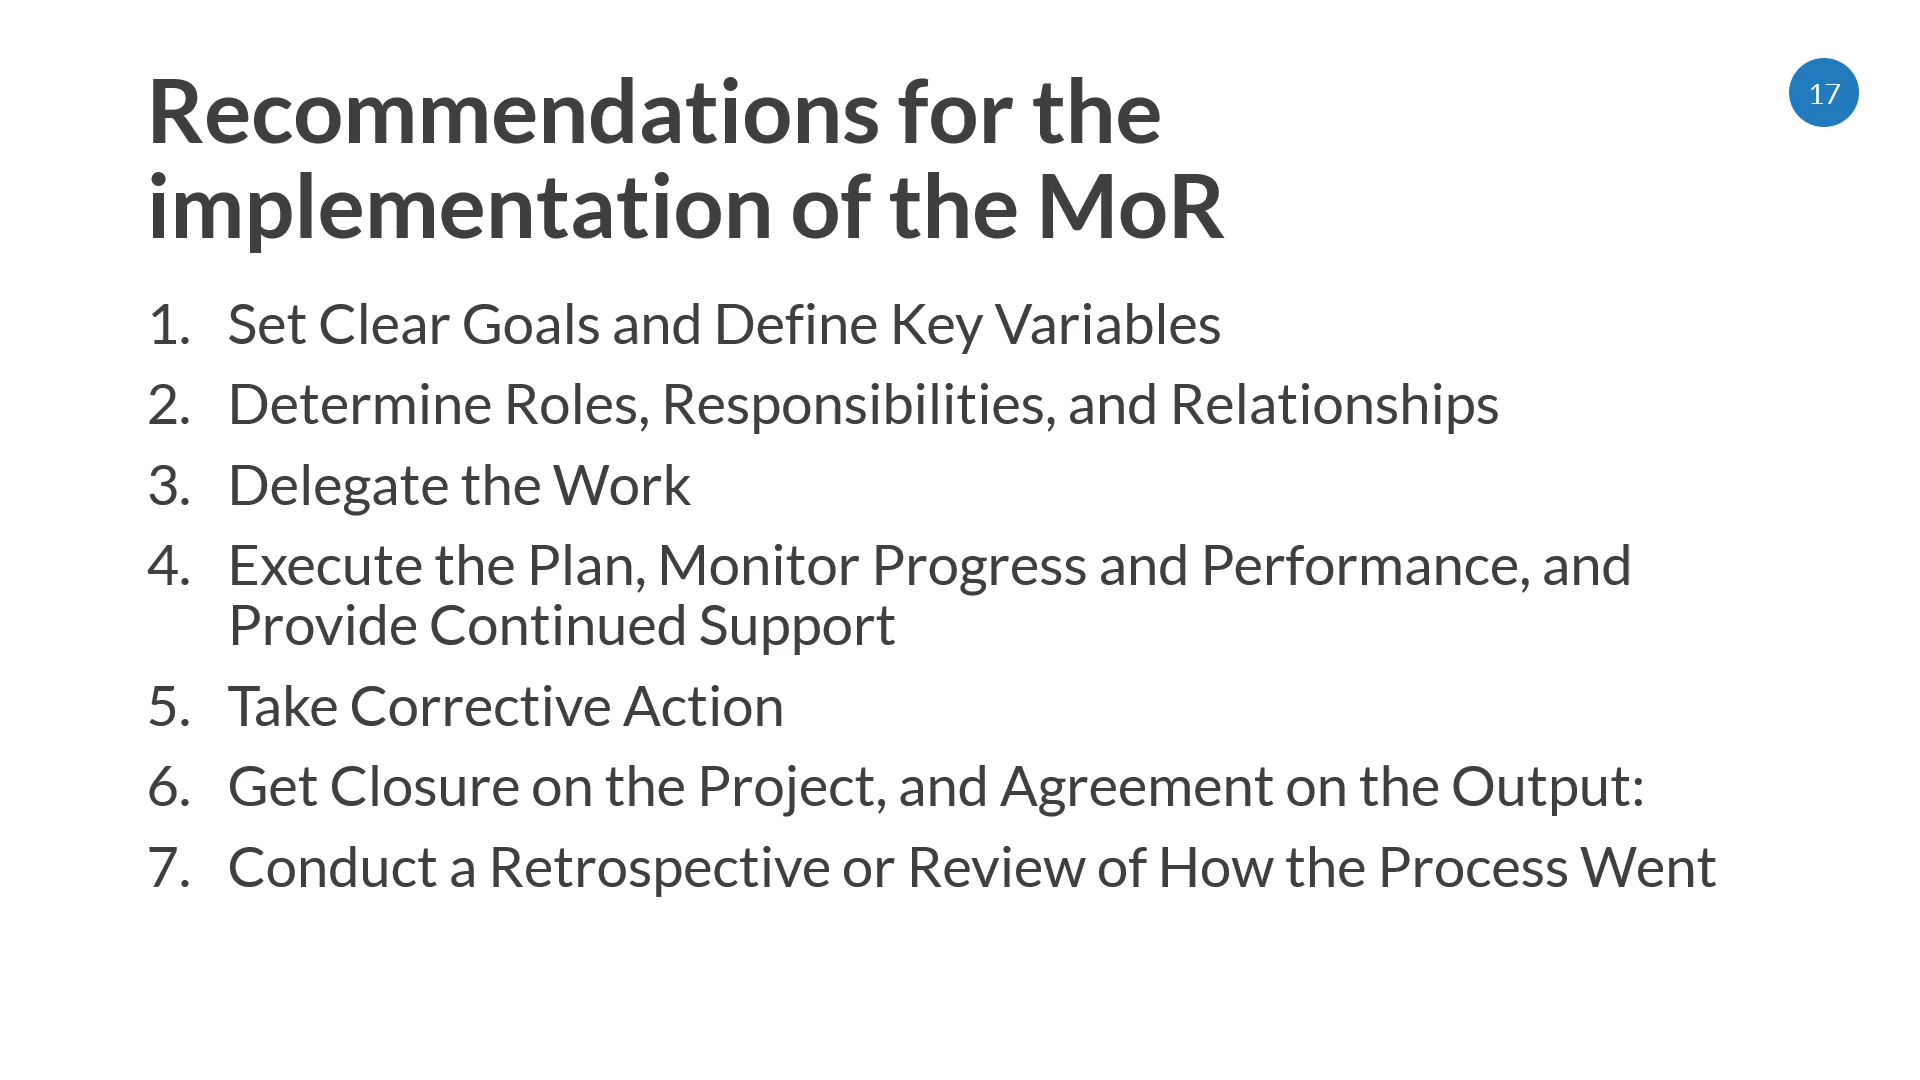 Recommendations for the
implementation of the MoR
17
1. Set Clear Goals and Define Key Variables
2. Determine Roles, Responsibilities, and Relationships
3. Delegate the Work
4. Execute the Plan, Monitor Progress and Performance, and
Provide Continued Support
5. Take Corrective Action
6. Get Closure on the Project, and Agreement on the Output:
7. Conduct a Retrospective or Review of How the Process Went